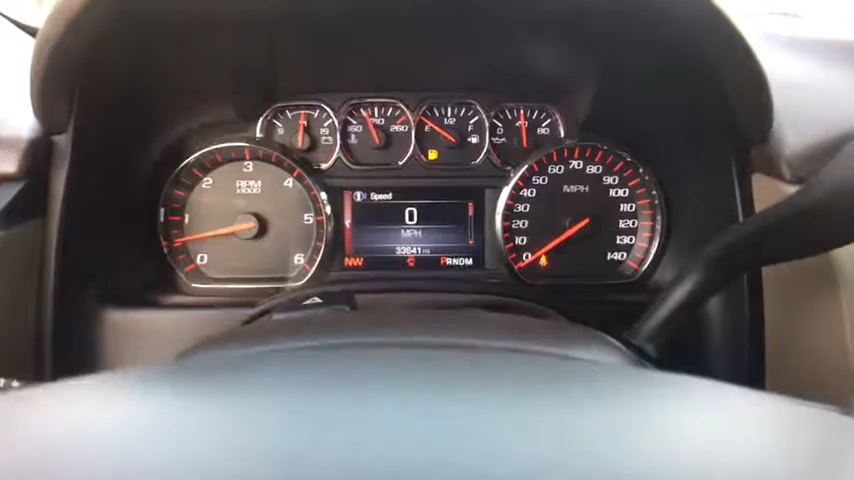 9 19
160 210 260
E 1/2 F
0 40 80
0 1 2 3 4 5 6
RPM
x1000
Speed
0
MPH
33641 mi
NW PRNDM
0 10 20 30 40 50 60 70 80 90 100 110 120 130 140
MPH